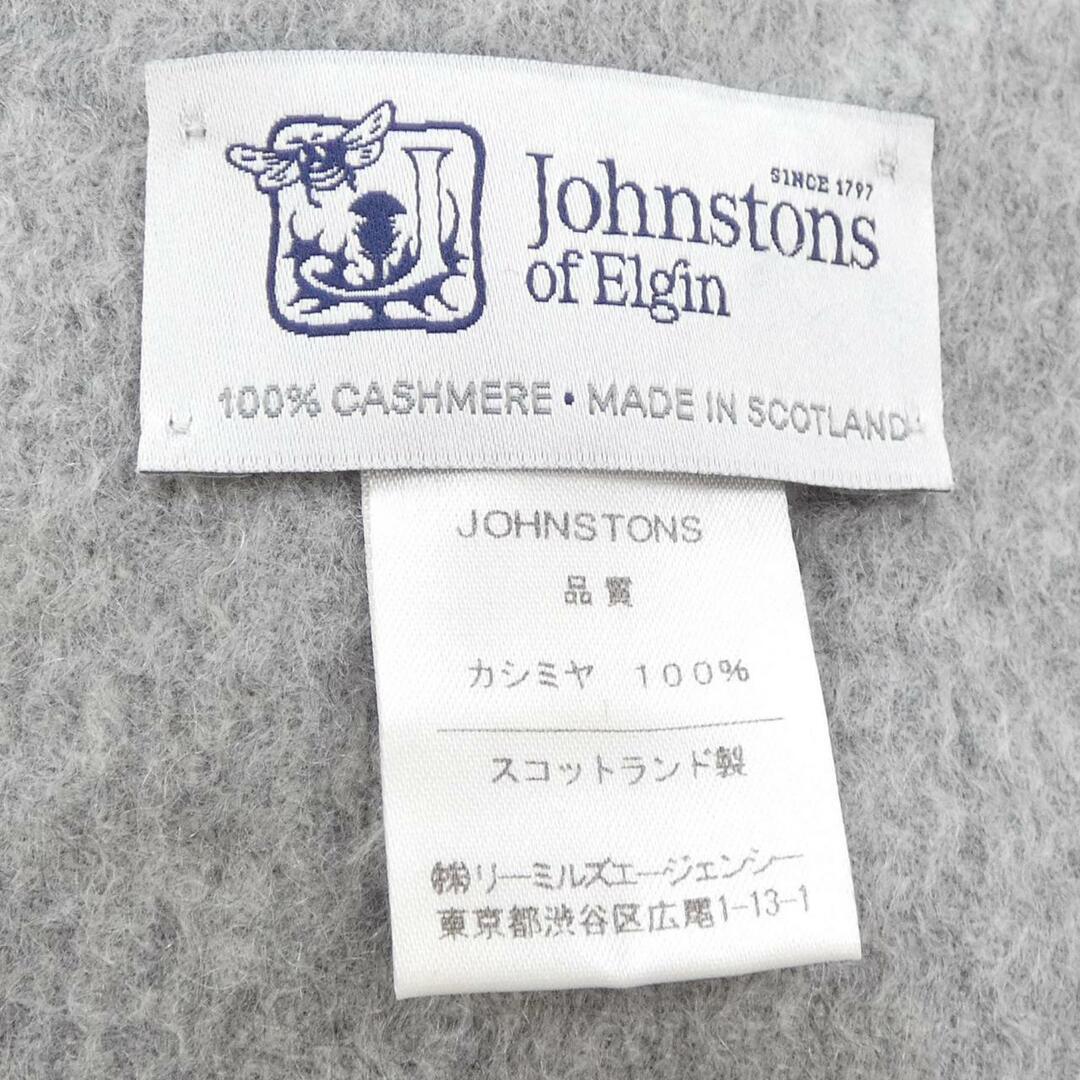 SINCE 1797
Johnstons
of Elgin
100% CASHMERE • MADE IN SCOTLAND
JOHNSTONS
品質
カシミヤ 100%
スコットランド製
㈱リーミルズエージェンシー
東京都渋谷区広尾1-13-1